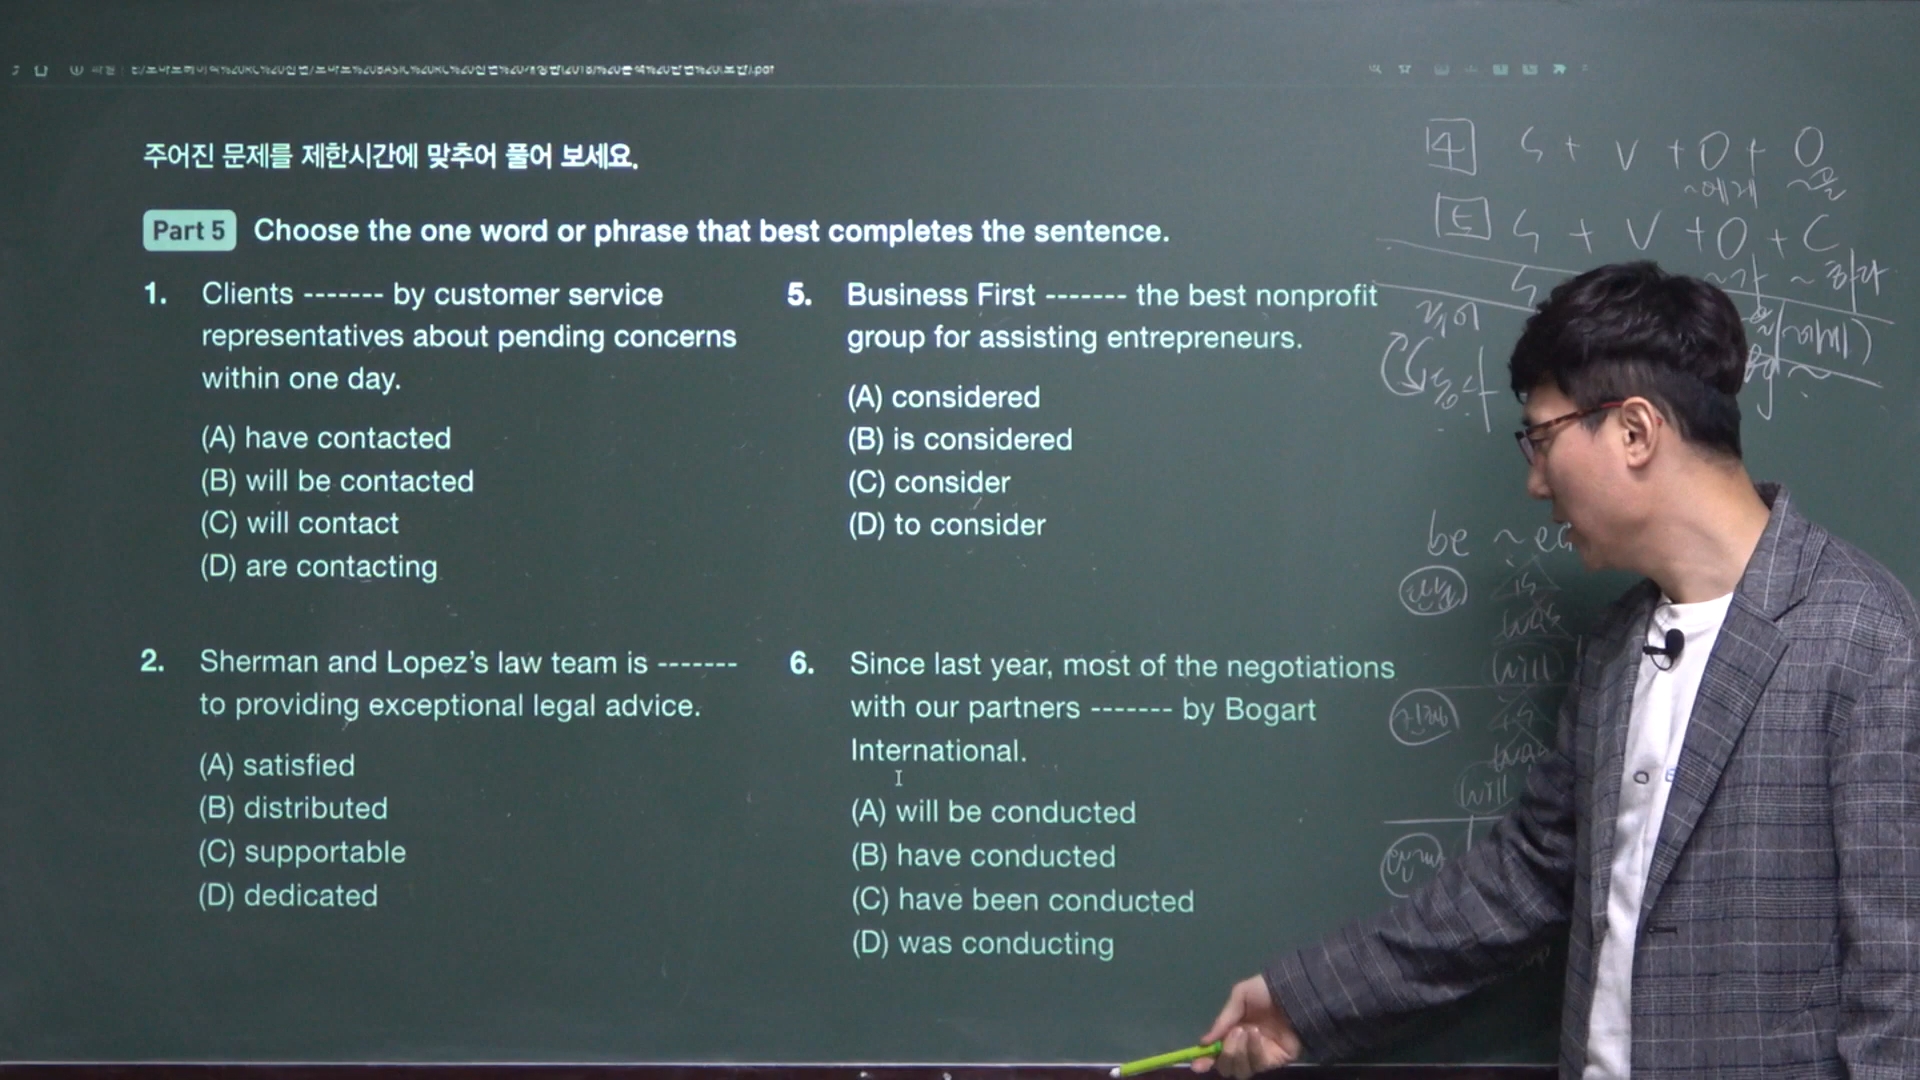 주어진 문제를 제한시간에 맞추어 풀어 보세요.
Part 5 Choose the one word or phrase that best completes the sentence.
1. Clients ------- by customer service
representatives about pending concerns
within one day.
(A) have contacted
(B) will be contacted
(C) will contact
(D) are contacting
2. Sherman and Lopez's law team is -------
to providing exceptional legal advice.
(A) satisfied
(B) distributed
(C) supportable
(D) dedicated
5. Business First ------- the best nonprofit
group for assisting entrepreneurs.
(A) considered
(B) is considered
(C) consider
(D) to consider
6. Since last year, most of the negotiations
with our partners ------- by Bogart
International.
(A) will be conducted
(B) have conducted
(C) have been conducted
(D) was conducting
4 S + V + O + O
~에게 ~을
5 S + V + O + C
~가 ~하다
be ~ed
is
was
will
will